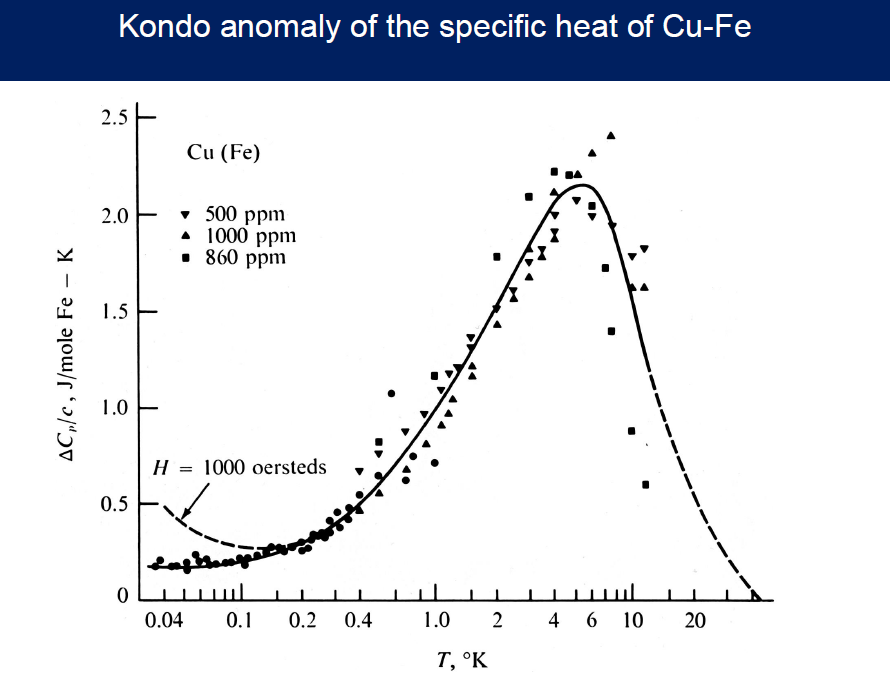 Kondo anomaly of the specific heat of Cu-Fe
2.5
Cu (Fe)
▼ 500 ppm
▲ 1000 ppm
■ 860 ppm
2.0
1.5
1.0
0.5
0
ΔCₚ/c, J/mole Fe – K
H = 1000 oersteds
0.04 0.1 0.2 0.4 1.0 2 4 6 10 20
T, °K